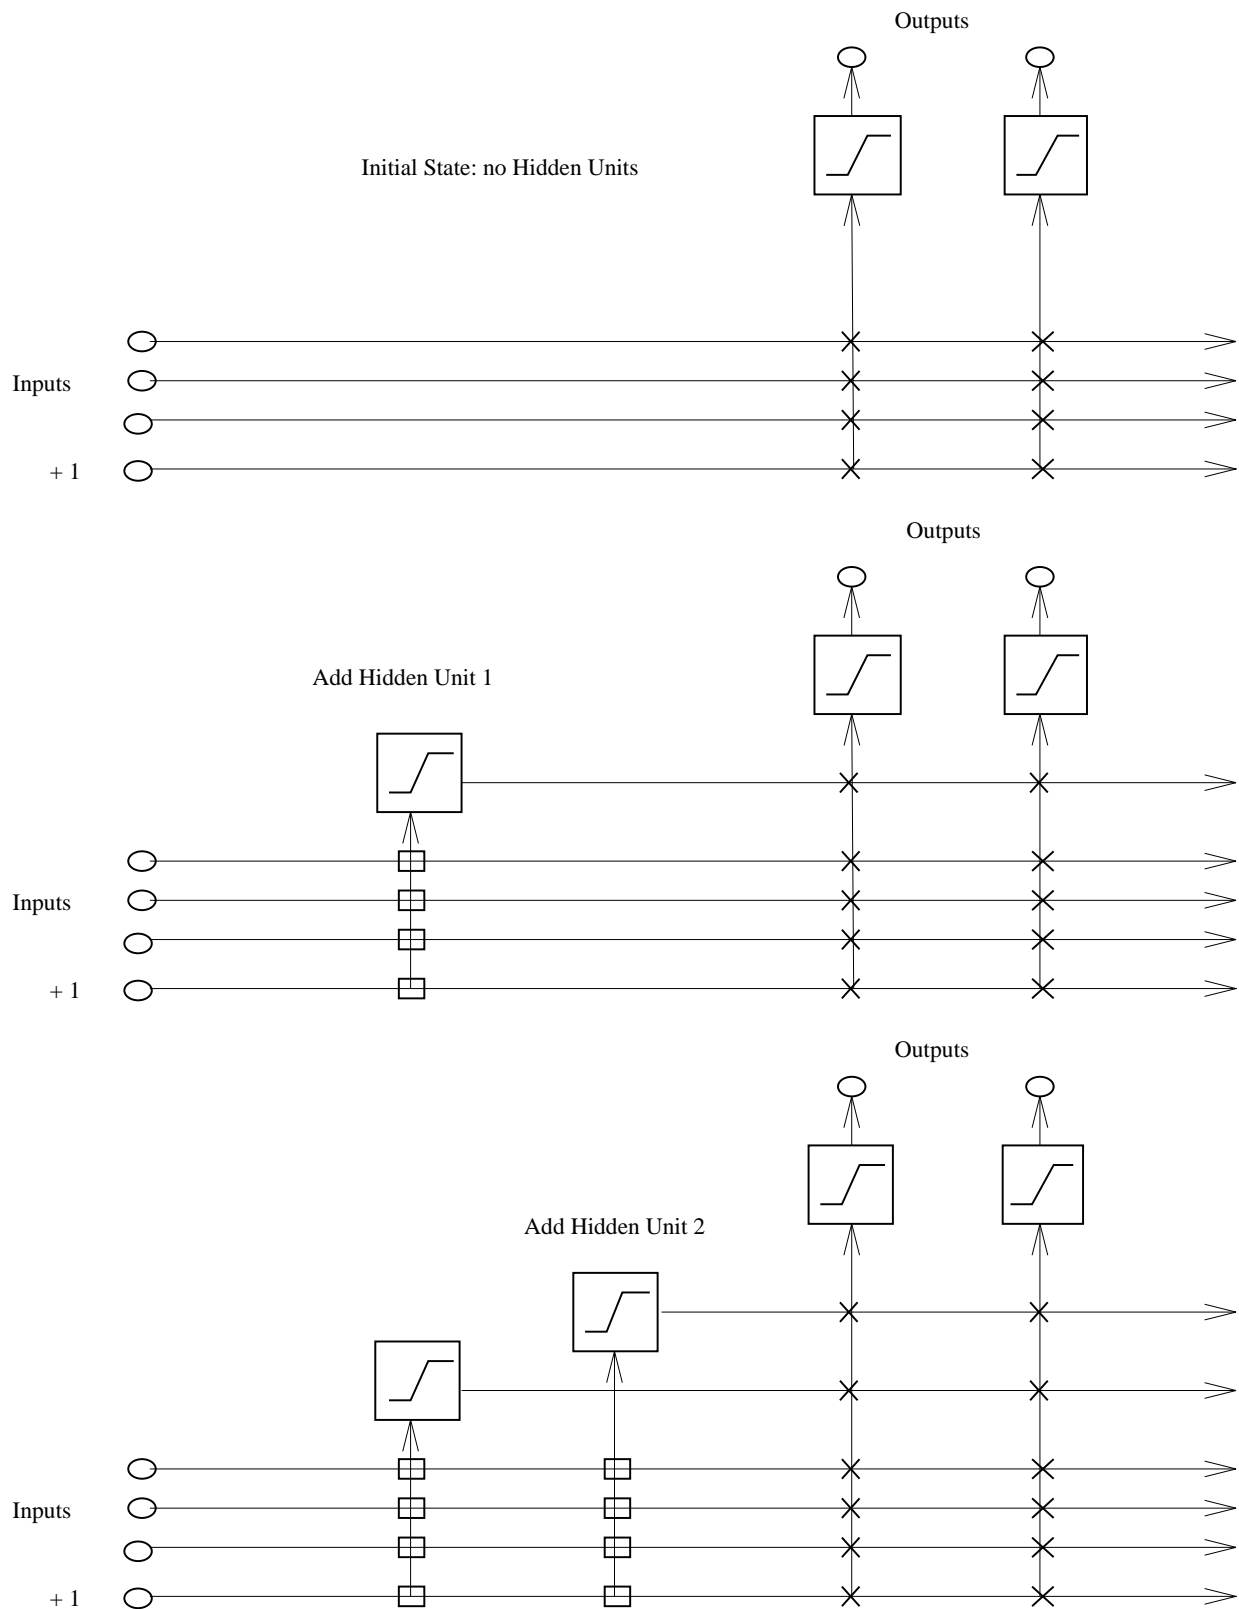 Outputs
Initial State: no Hidden Units
Inputs
+ 1
Outputs
Add Hidden Unit 1
Inputs
+ 1
Outputs
Add Hidden Unit 2
Inputs
+ 1